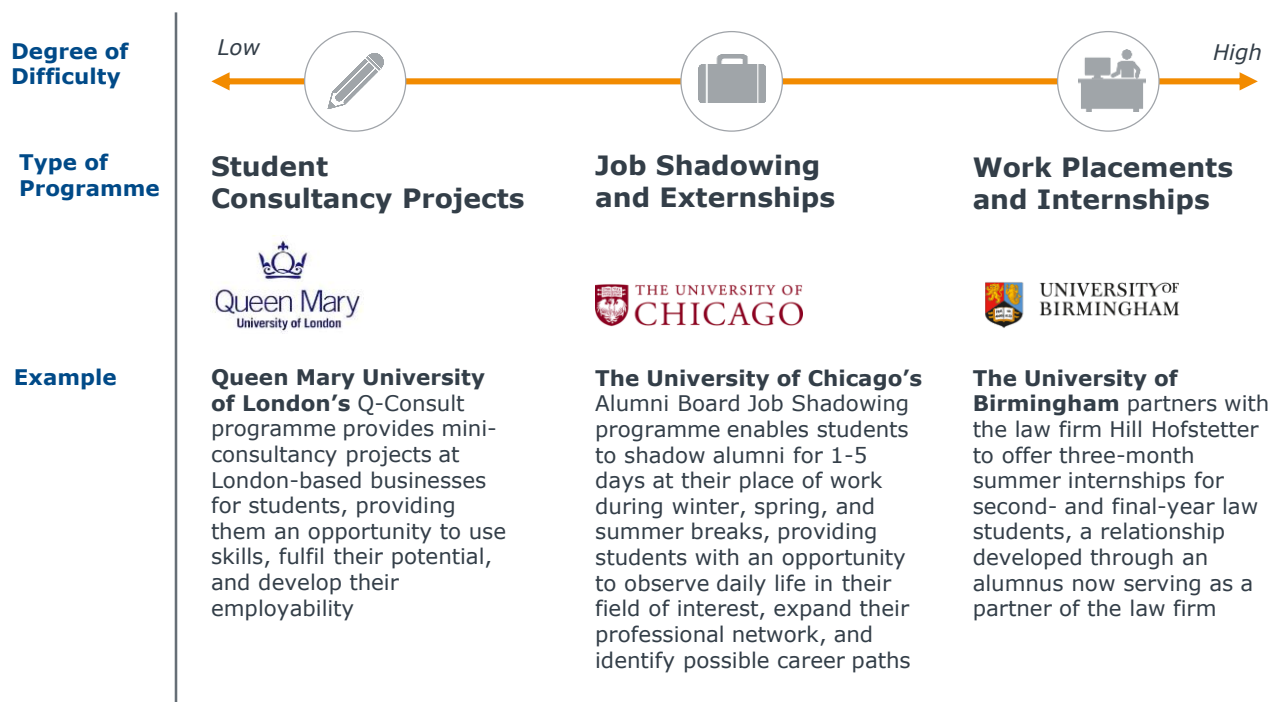 Degree of
Difficulty
Low
High
Type of
Programme
Student
Consultancy Projects
Job Shadowing
and Externships
Work Placements
and Internships
Queen Mary
University of London
THE UNIVERSITY OF
CHICAGO
UNIVERSITY OF
BIRMINGHAM
Example
Queen Mary University
of London's Q-Consult
programme provides mini-
consultancy projects at
London-based businesses
for students, providing
them an opportunity to use
skills, fulfil their potential,
and develop their
employability
The University of Chicago's
Alumni Board Job Shadowing
programme enables students
to shadow alumni for 1-5
days at their place of work
during winter, spring, and
summer breaks, providing
students with an opportunity
to observe daily life in their
field of interest, expand their
professional network, and
identify possible career paths
The University of
Birmingham partners with
the law firm Hill Hofstetter
to offer three-month
summer internships for
second- and final-year law
students, a relationship
developed through an
alumnus now serving as a
partner of the law firm